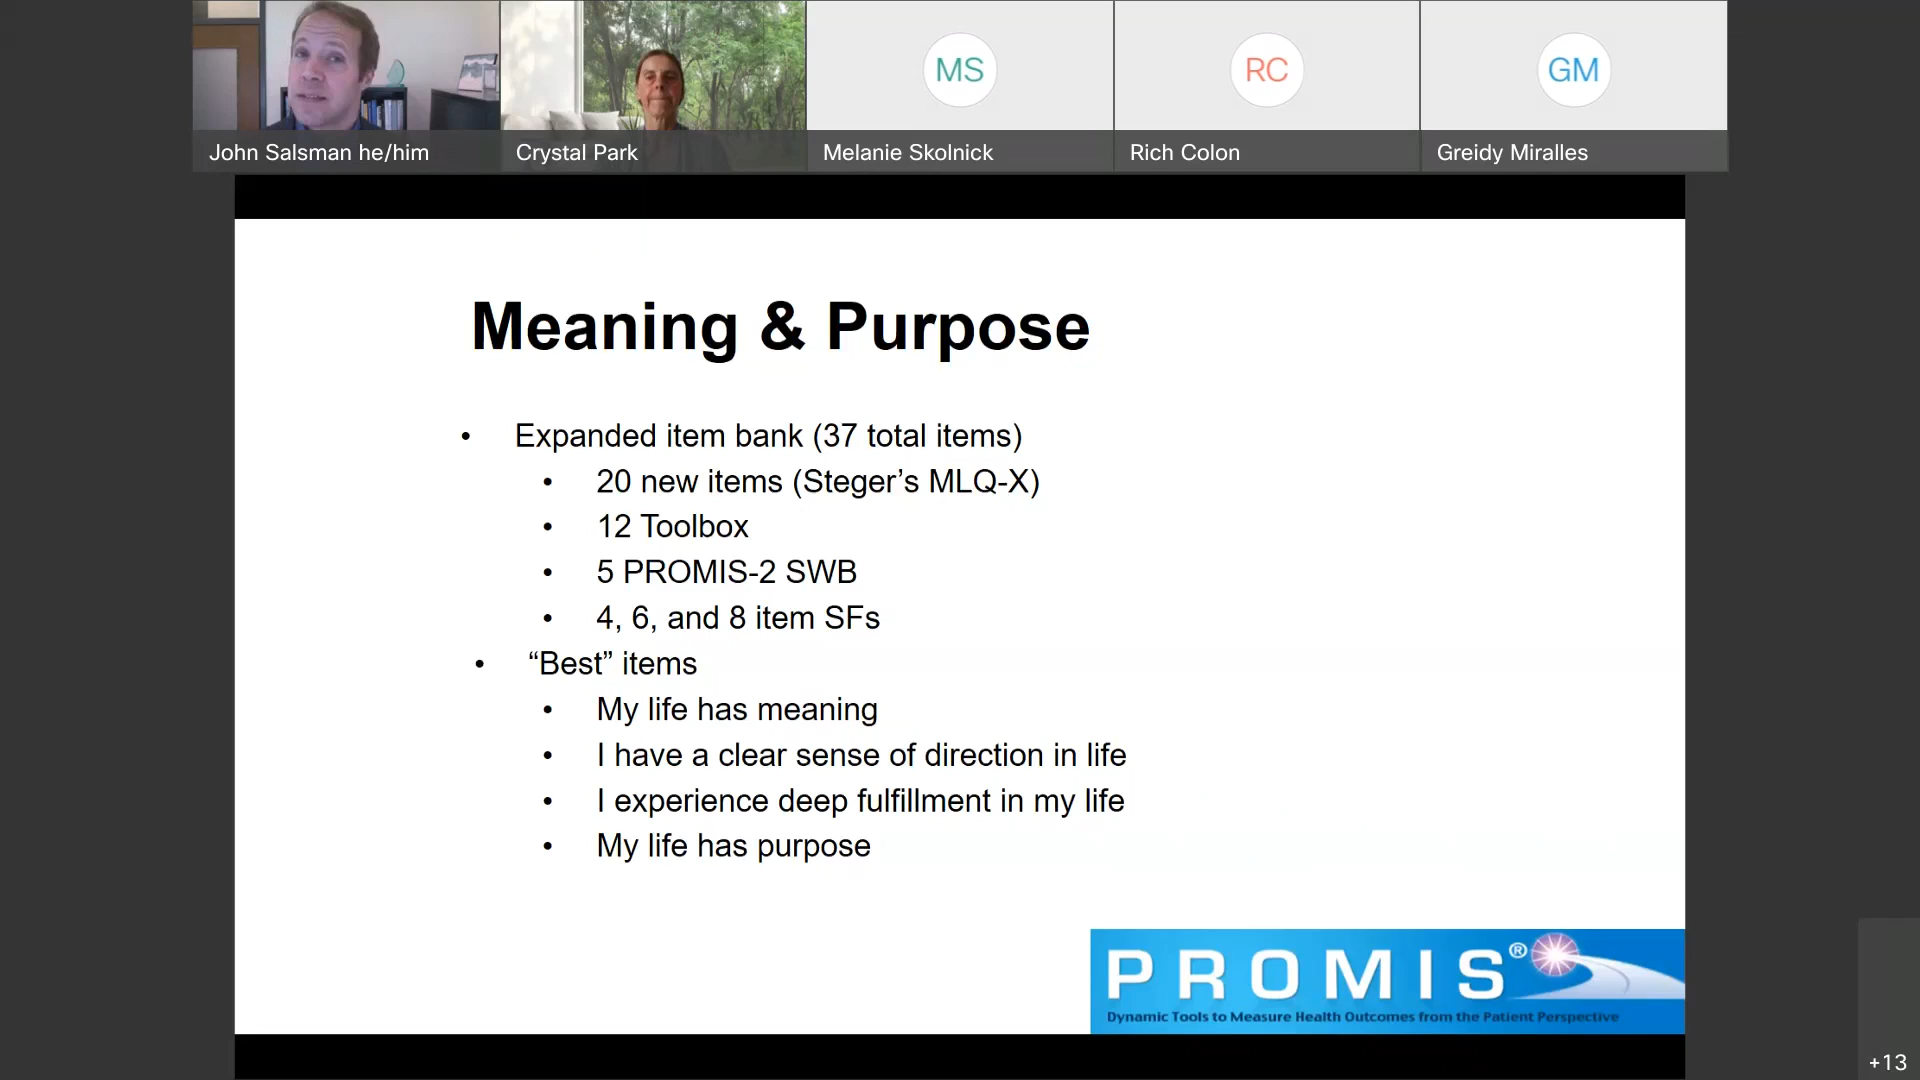 MS
RC
GM
John Salsman he/him
Crystal Park
Melanie Skolnick
Rich Colon
Greidy Miralles
Meaning & Purpose
• Expanded item bank (37 total items)
• 20 new items (Steger’s MLQ-X)
• 12 Toolbox
• 5 PROMIS-2 SWB
• 4, 6, and 8 item SFs
• “Best” items
• My life has meaning
• I have a clear sense of direction in life
• I experience deep fulfillment in my life
• My life has purpose
PROMIS®
Dynamic Tools to Measure Health Outcomes from the Patient Perspective
+13